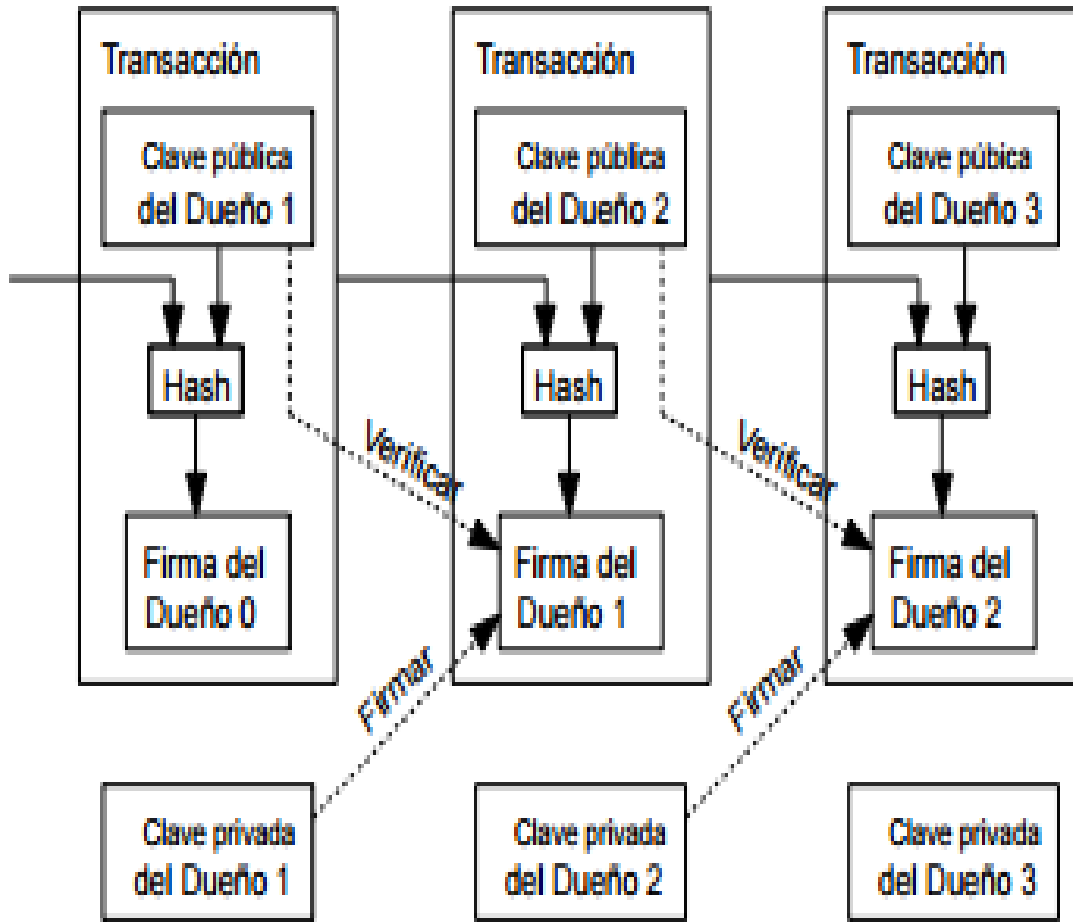 Transacción
Clave pública
del Dueño 1
Hash
Firma del
Dueño 0
Transacción
Clave pública
del Dueño 2
Hash
Verificar
Firma del
Dueño 1
Transacción
Clave púbica
del Dueño 3
Hash
Verificar
Firma del
Dueño 2
Firmar
Firmar
Clave privada
del Dueño 1
Clave privada
del Dueño 2
Clave privada
del Dueño 3